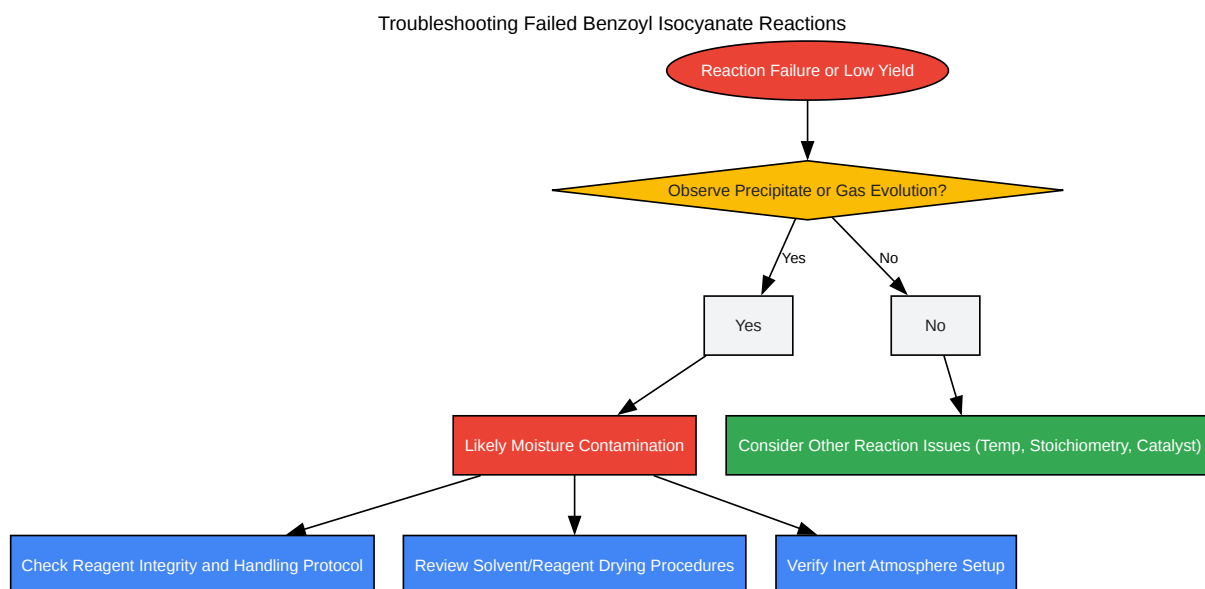 Troubleshooting Failed Benzoyl Isocyanate Reactions
Reaction Failure or Low Yield
Observe Precipitate or Gas Evolution?
Yes
No
Yes
No
Likely Moisture Contamination
Consider Other Reaction Issues (Temp, Stoichiometry, Catalyst)
Check Reagent Integrity and Handling Protocol
Review Solvent/Reagent Drying Procedures
Verify Inert Atmosphere Setup